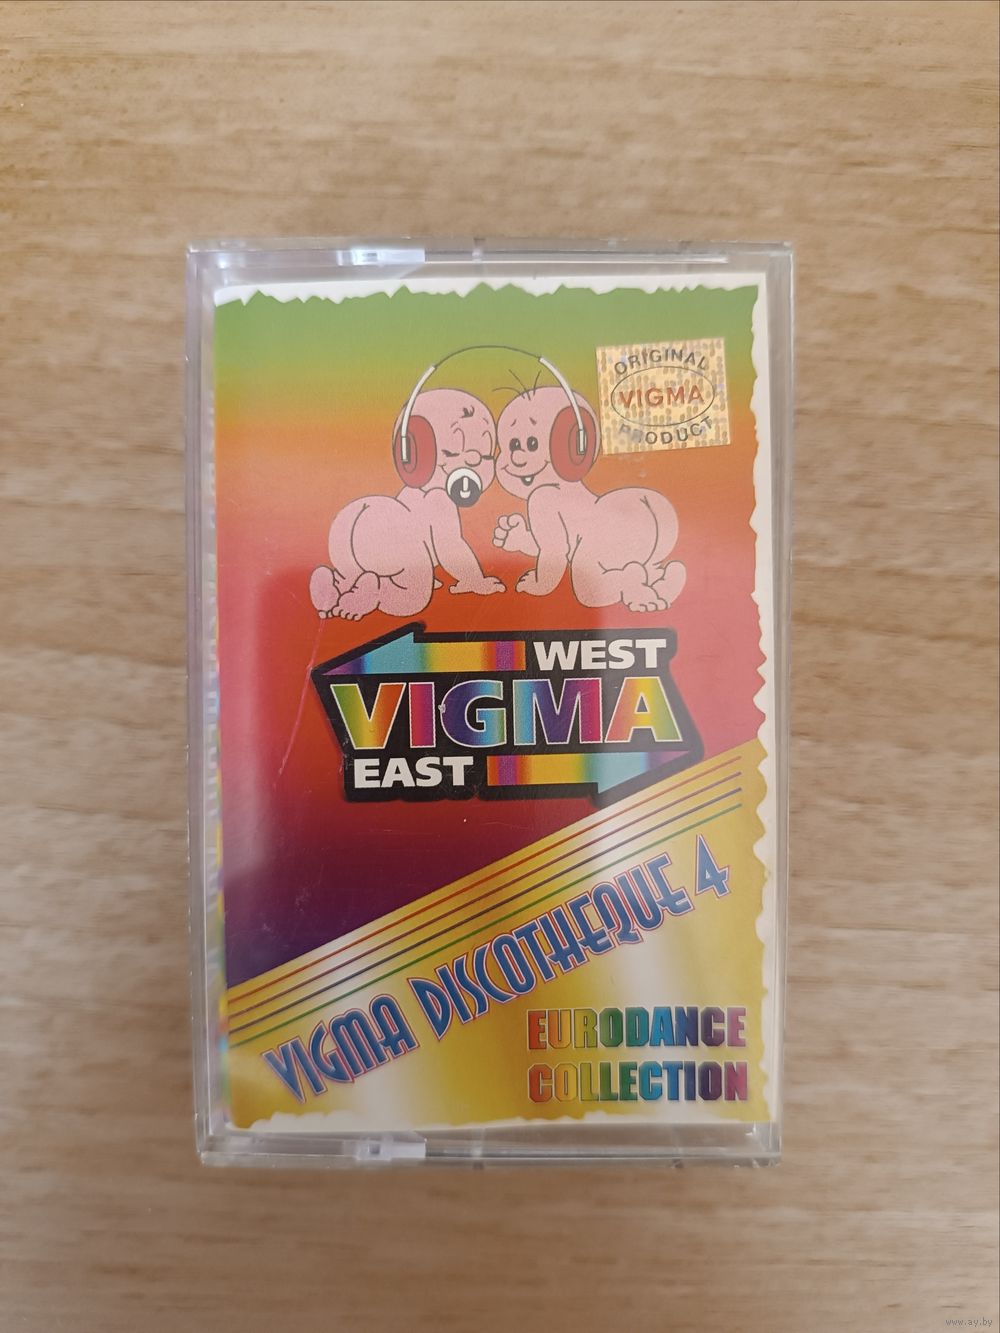 ORIGINAL
VIGMA
PRODUCT
WEST
VIGMA
EAST
VIGMA DISCOTHEQUE 4
EURODANCE
COLLECTION
www.ay.by